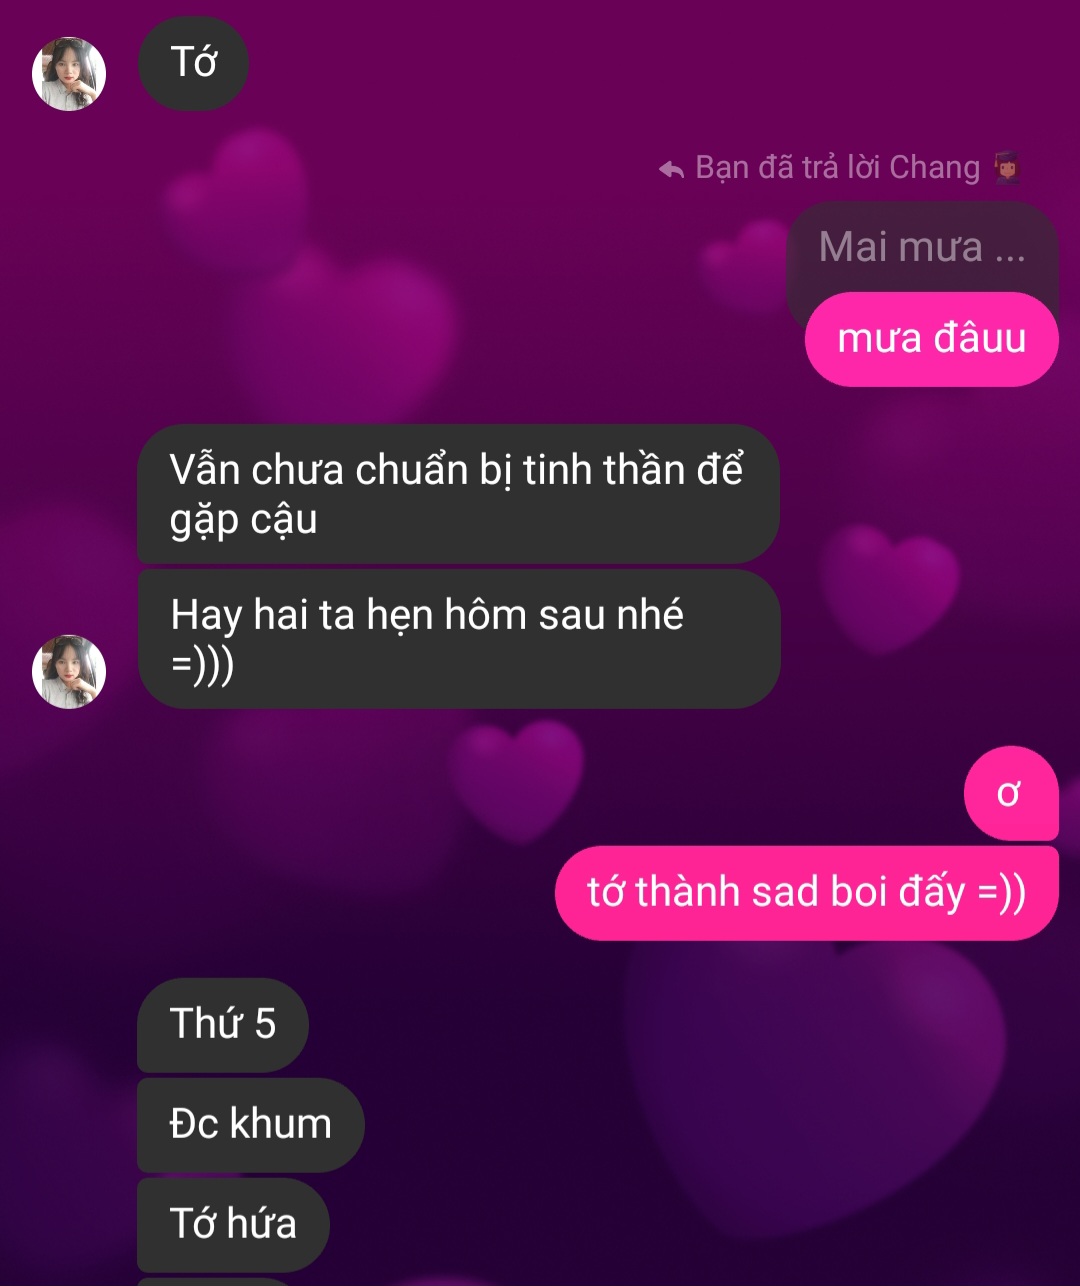 Tớ
Bạn đã trả lời Chang
Mai mưa ...
mưa đâuu
Vẫn chưa chuẩn bị tinh thần để
gặp cậu
Hay hai ta hẹn hôm sau nhé
=)))
ơ
tớ thành sad boi đấy =))
Thứ 5
Đc khum
Tớ hứa